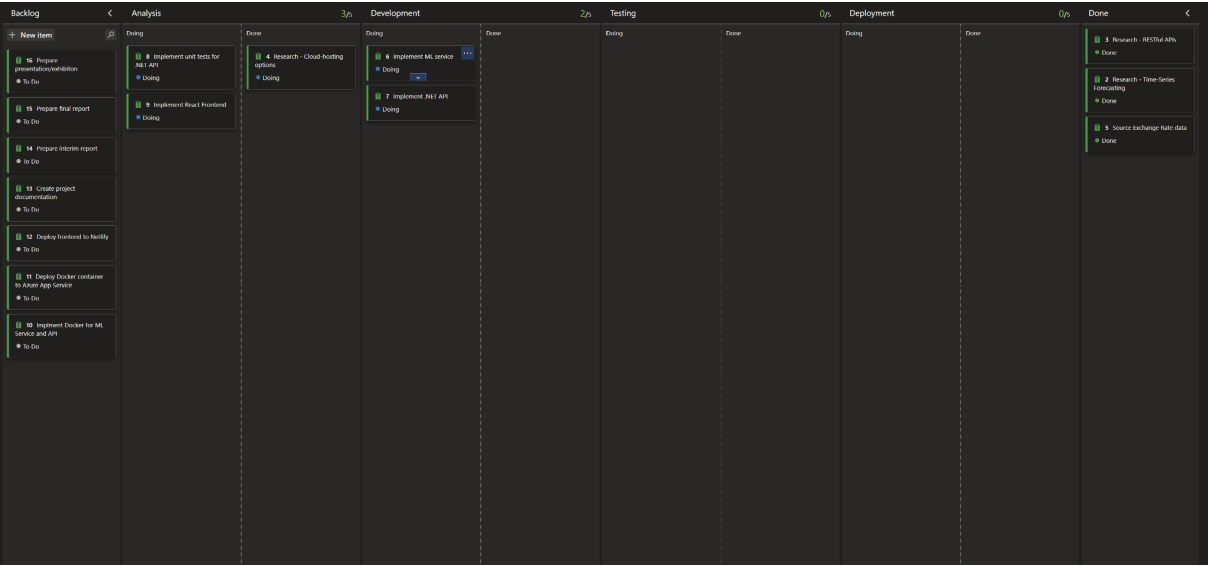 Backlog
Analysis
3/5
Development
2/5
Testing
0/5
Deployment
0/5
Done
+ New item
Doing
Done
Doing
Done
Doing
Done
Doing
Done
16 Prepare
presentation/exhibiton
To Do
15 Prepare final report
To Do
14 Prepare interim report
To Do
13 Create project
documentation
To Do
12 Deploy frontend to Netlify
To Do
11 Deploy Docker container
to Azure App Service
To Do
10 Implment Docker for ML
Service and API
To Do
8 Implement unit tests for
.NET API
Doing
9 Implement React Frontend
Doing
4 Research - Cloud-hosting
options
Doing
6 Implement ML service
Doing
7 Implement .NET API
Doing
3 Research - RESTful APIs
Done
2 Research - Time-Series
Forecasting
Done
5 Source Exchange Rate data
Done